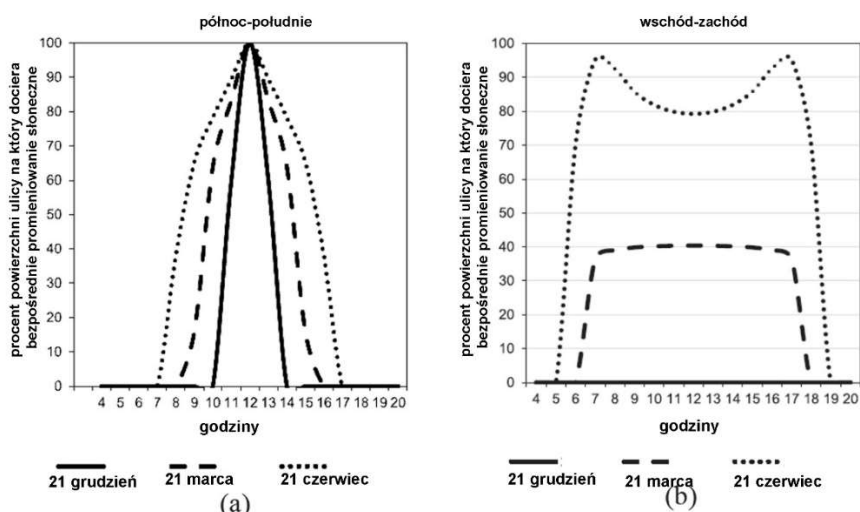 północ-południe
procent powierzchni ulicy na który dociera
bezpośrednie promieniowanie słoneczne
100
90
80
70
60
50
40
30
20
10
0
4 5 6 7 8 9 10 11 12 13 14 15 16 17 18 19 20
godziny
21 grudzień 21 marca 21 czerwiec
(a)
wschód-zachód
procent powierzchni ulicy na który dociera
bezpośrednie promieniowanie słoneczne
100
90
80
70
60
50
40
30
20
10
0
4 5 6 7 8 9 10 11 12 13 14 15 16 17 18 19 20
godziny
21 grudzień 21 marca 21 czerwiec
(b)